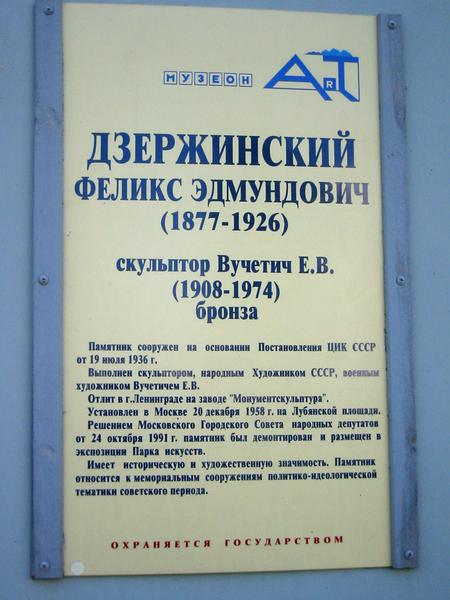 МУЗЕОН
ART
ДЗЕРЖИНСКИЙ
ФЕЛИКС ЭДМУНДОВИЧ
(1877-1926)
скульптор Вучетич Е.В.
(1908-1974)
бронза
Памятник сооружен на основании Постановления ЦИК СССР
от 19 июля 1936 г.
Выполнен скульптором, народным Художником СССР, военным
художником Вучетичем Е.В.
Отлит в г.Ленинграде на заводе "Монументскульптура".
Установлен в Москве 20 декабря 1958 г. на Лубянской площади.
Решением Московского Городского Совета народных депутатов
от 24 октября 1991 г. памятник был демонтирован и размещен в
экспозиции Парка искусств.
Имеет историческую и художественную значимость. Памятник
относится к мемориальным сооружениям политико-идеологической
тематики советского периода.
ОХРАНЯЕТСЯ ГОСУДАРСТВОМ